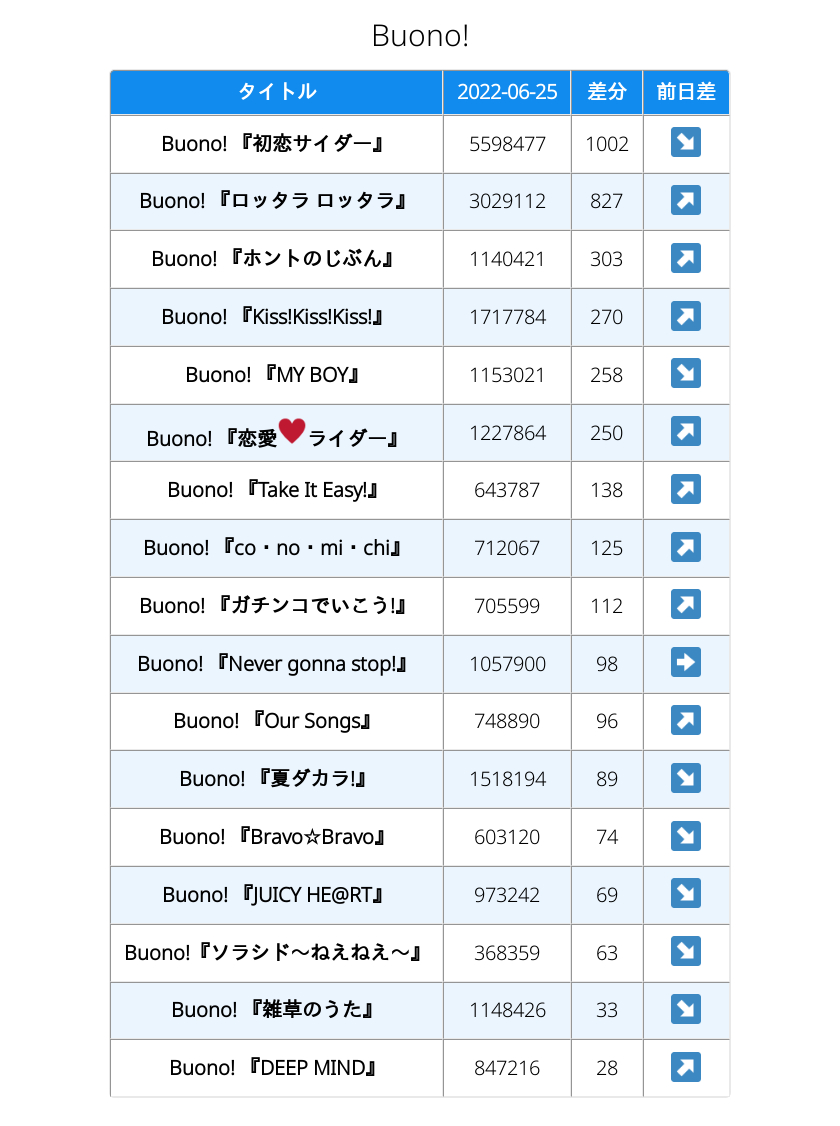 Buono!
タイトル 2022-06-25 差分 前日差
Buono! 『初恋サイダー』 5598477 1002 ↘
Buono! 『ロッタラ ロッタラ』 3029112 827 ↗
Buono! 『ホントのじぶん』 1140421 303 ↗
Buono! 『Kiss!Kiss!Kiss!』 1717784 270 ↗
Buono! 『MY BOY』 1153021 258 ↘
Buono! 『恋愛♥ライダー』 1227864 250 ↗
Buono! 『Take It Easy!』 643787 138 ↗
Buono! 『co・no・mi・chi』 712067 125 ↗
Buono! 『ガチンコでいこう!』 705599 112 ↗
Buono! 『Never gonna stop!』 1057900 98 ➡
Buono! 『Our Songs』 748890 96 ↗
Buono! 『夏ダカラ!』 1518194 89 ↘
Buono! 『Bravo☆Bravo』 603120 74 ↘
Buono! 『JUICY HE@RT』 973242 69 ↘
Buono!『ソラシド〜ねえねえ〜』 368359 63 ↘
Buono! 『雑草のうた』 1148426 33 ↘
Buono! 『DEEP MIND』 847216 28 ↗